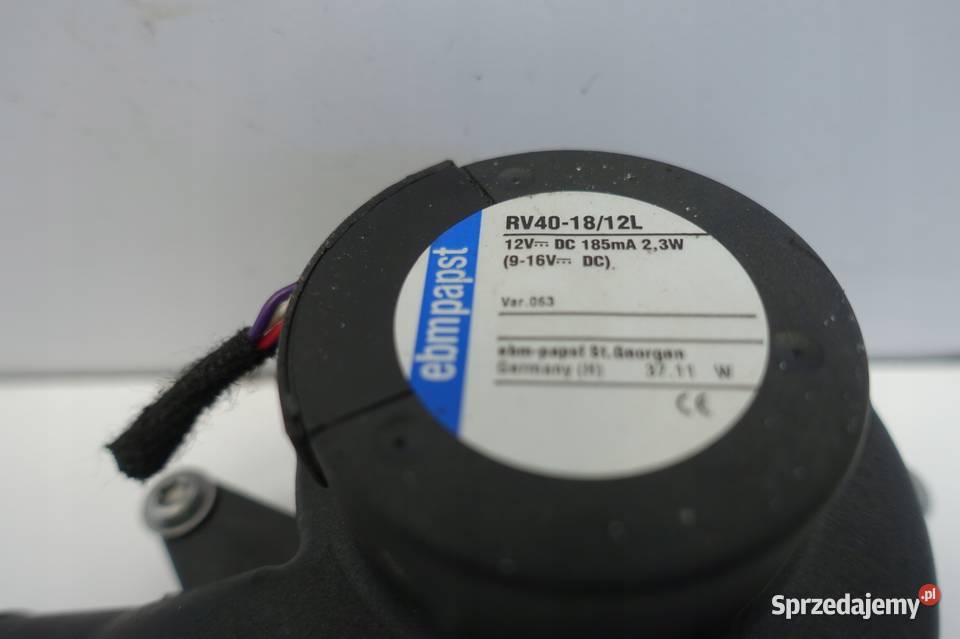 RV40-18/12L
12V⎓ DC 185mA 2,3W
(9-16V⎓ DC).
ebmpapst
Var.063
ebm-papst St.Georgen
Germany (H) 37.11 W
CE
Sprzedajemy.pl